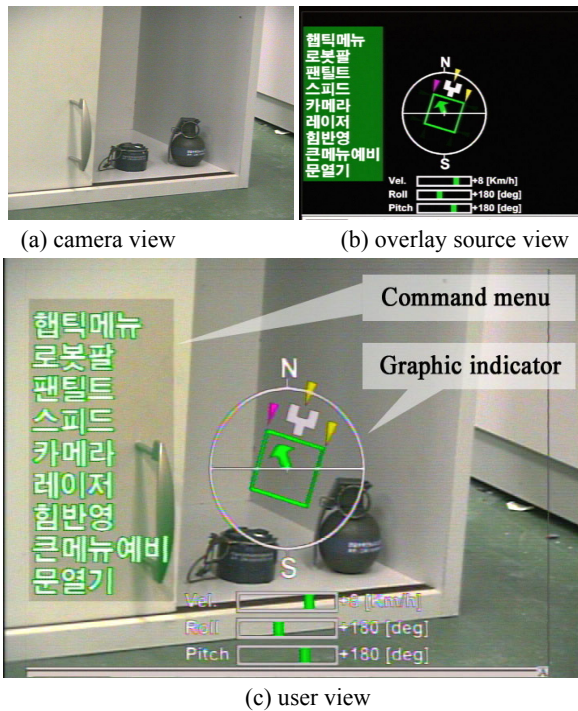 햅틱메뉴
로봇팔
팬틸트
스피드
카메라
레이저
힘반영
큰메뉴예비
문열기
N
S
Vel. +8 [Km/h]
Roll +180 [deg]
Pitch +180 [deg]
(a) camera view
(b) overlay source view
Command menu
Graphic indicator
햅틱메뉴
로봇팔
팬틸트
스피드
카메라
레이저
힘반영
큰메뉴예비
문열기
N
S
Vel. +8 [Km/h]
Roll +180 [deg]
Pitch +180 [deg]
(c) user view